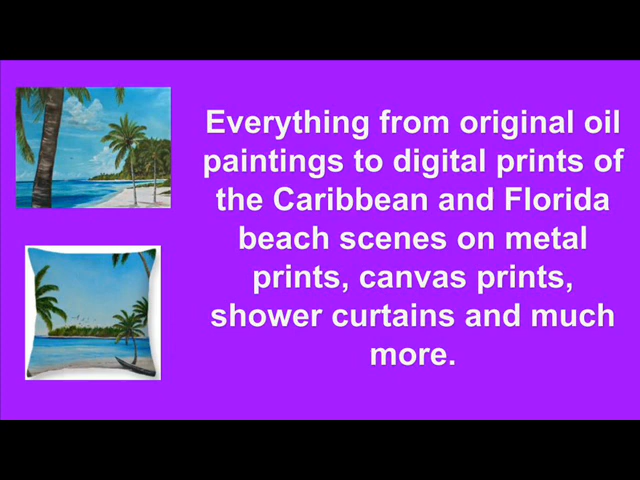 Everything from original oil
paintings to digital prints of
the Caribbean and Florida
beach scenes on metal
prints, canvas prints,
shower curtains and much
more.